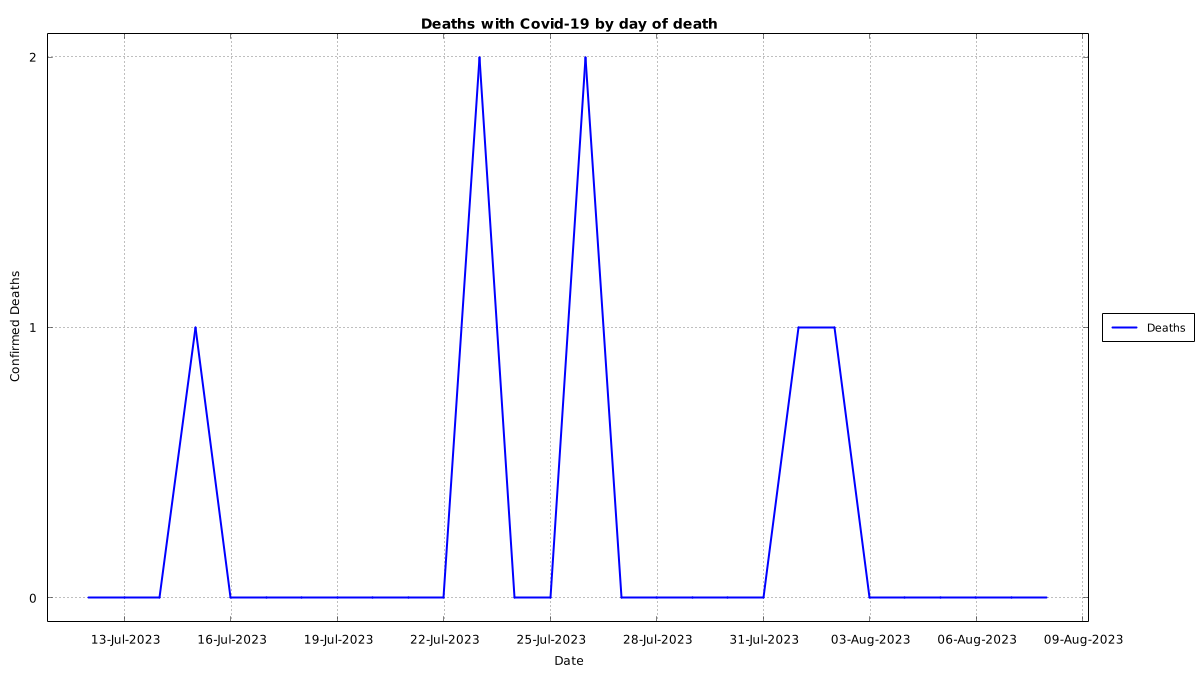 Deaths with Covid-19 by day of death
Confirmed Deaths
2
1
0
13-Jul-2023 16-Jul-2023 19-Jul-2023 22-Jul-2023 25-Jul-2023 28-Jul-2023 31-Jul-2023 03-Aug-2023 06-Aug-2023 09-Aug-2023
Date
Deaths